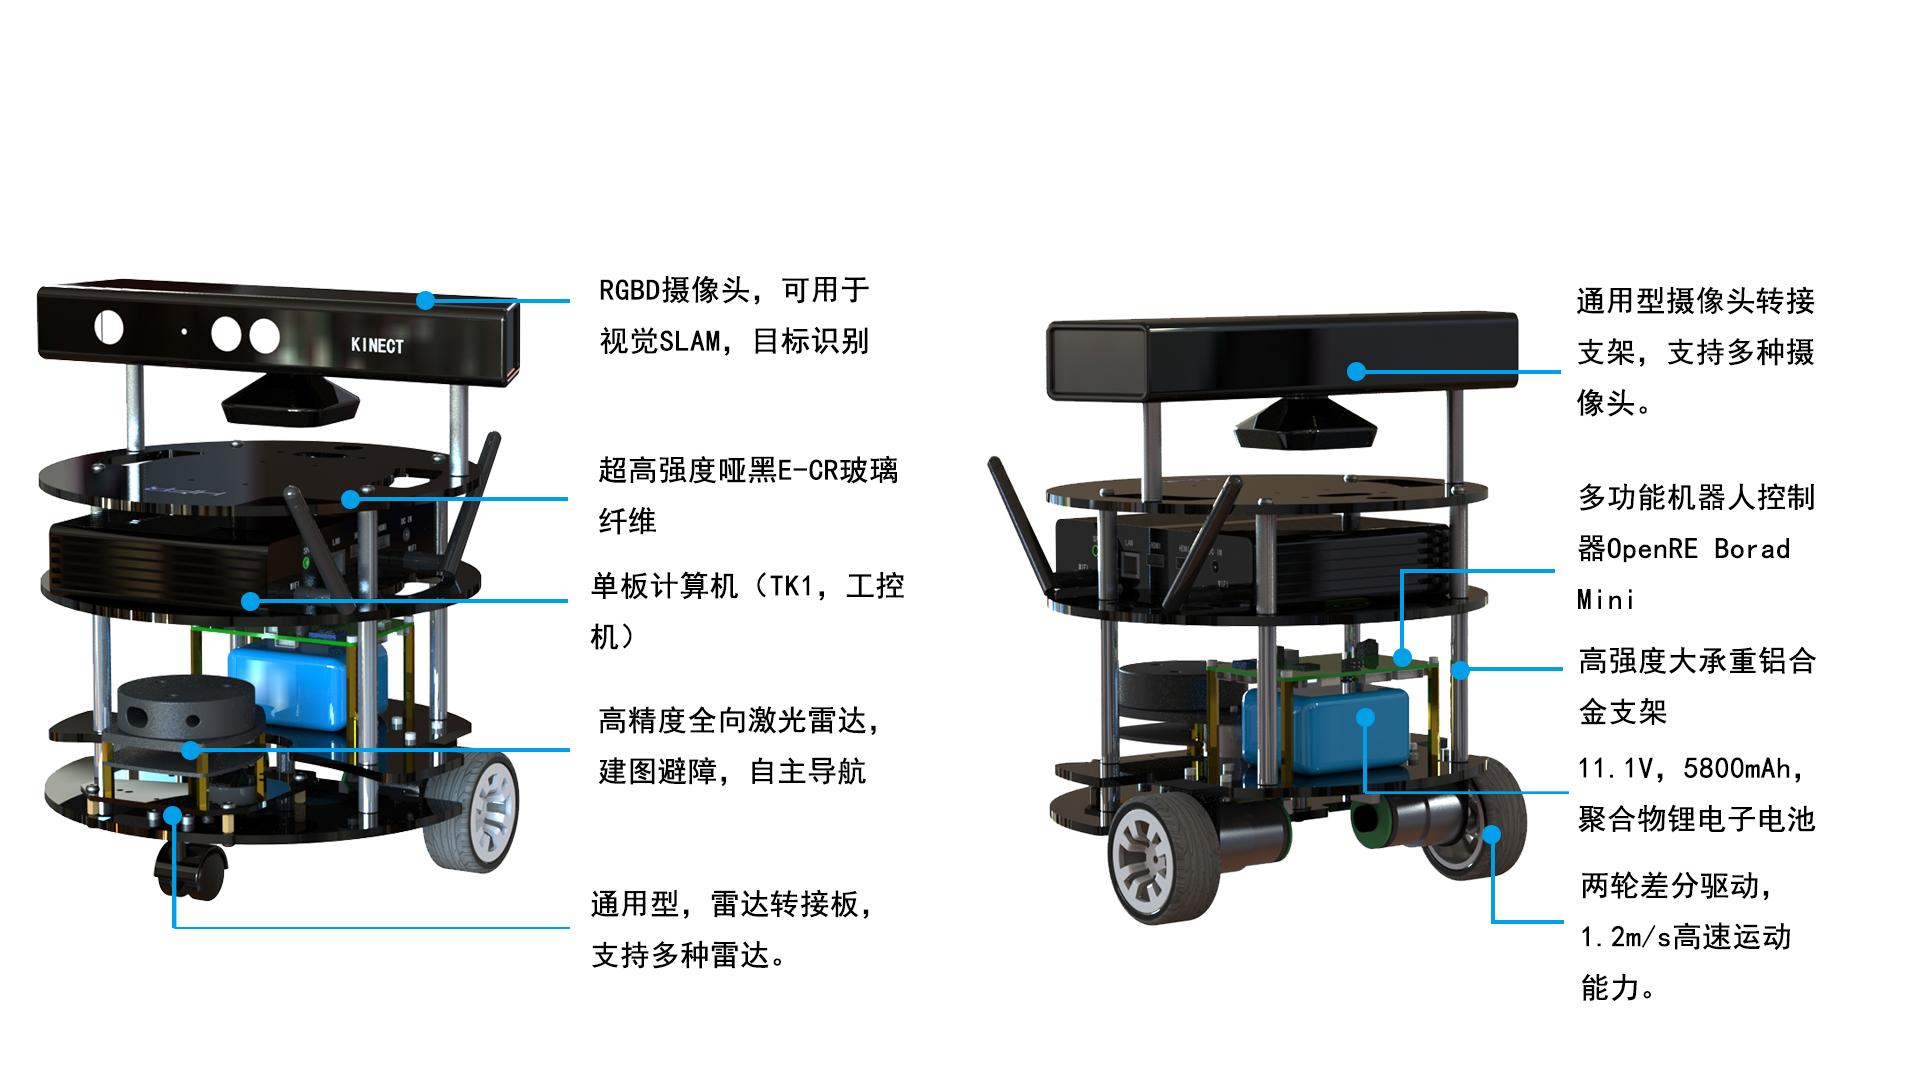 RGBD摄像头，可用于
视觉SLAM，目标识别
KINECT
超高强度哑黑E-CR玻璃
纤维
单板计算机（TK1，工控
机）
高精度全向激光雷达，
建图避障，自主导航
通用型，雷达转接板，
支持多种雷达。
通用型摄像头转接
支架，支持多种摄
像头。
多功能机器人控制
器OpenRE Borad
Mini
高强度大承重铝合
金支架
11.1V，5800mAh，
聚合物锂电子电池
两轮差分驱动，
1.2m/s高速运动
能力。
LAN
HDMI
DC IN